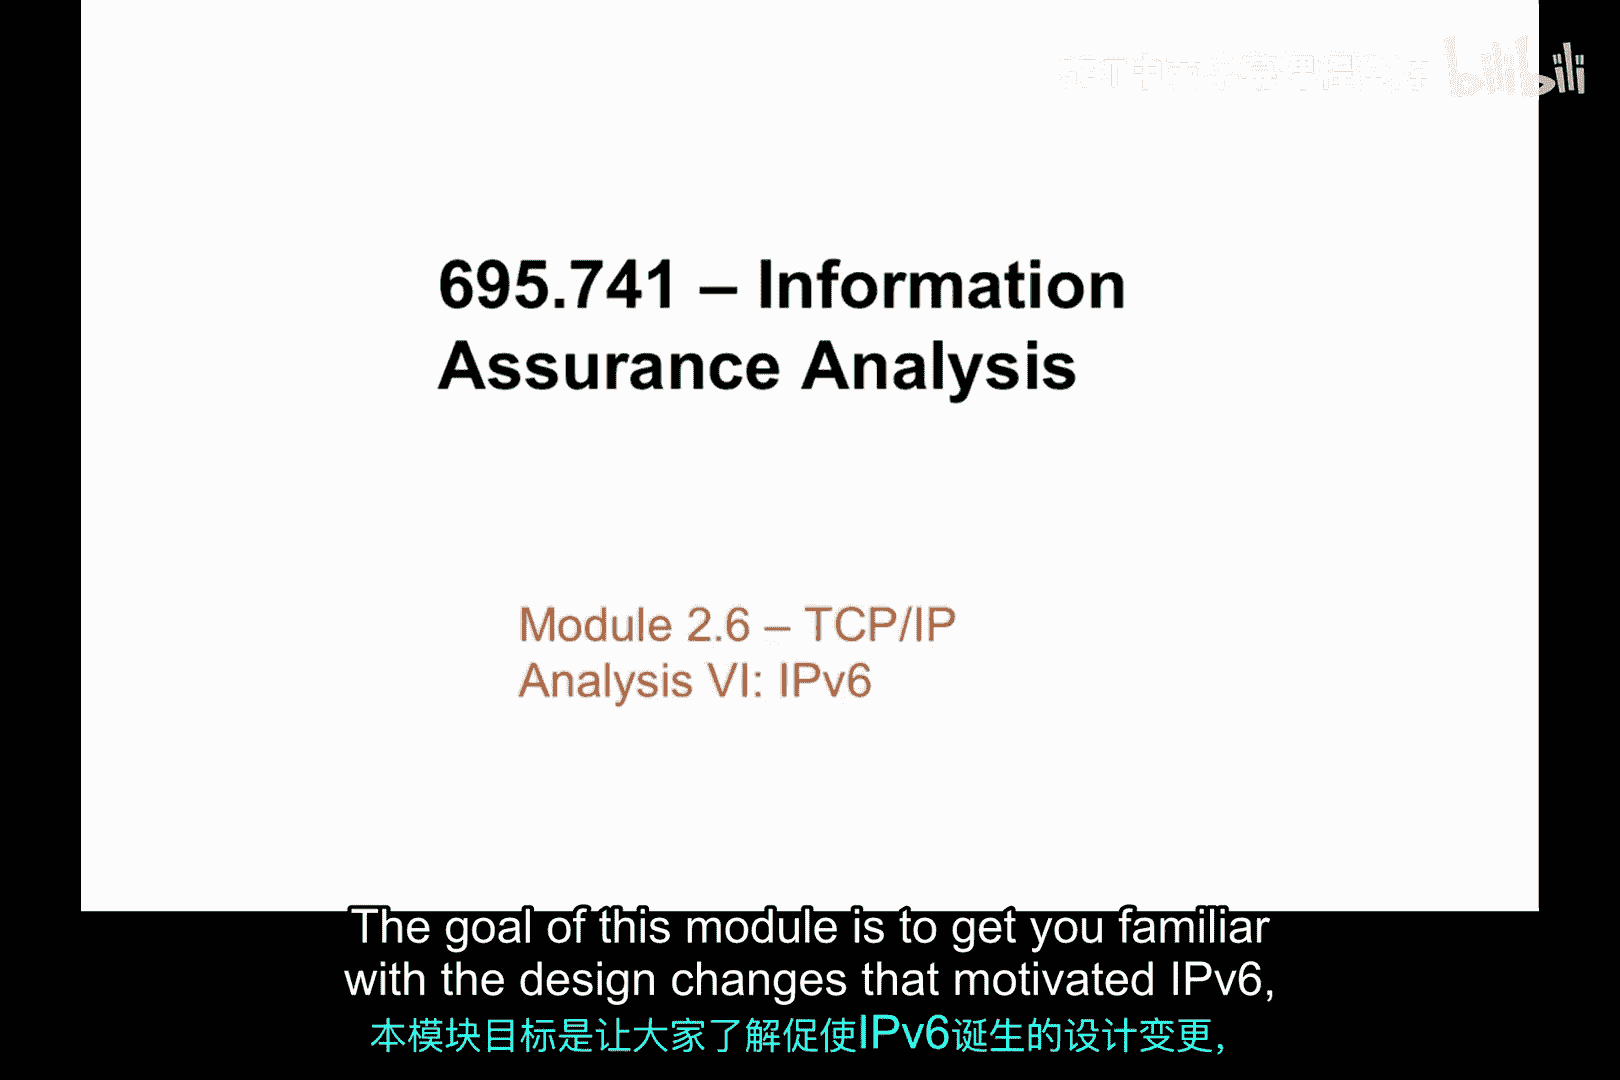 bilibili
695.741 – Information
Assurance Analysis
Module 2.6 – TCP/IP
Analysis VI: IPv6
The goal of this module is to get you familiar
with the design changes that motivated IPv6,
本模块目标是让大家了解促使IPv6诞生的设计变更，